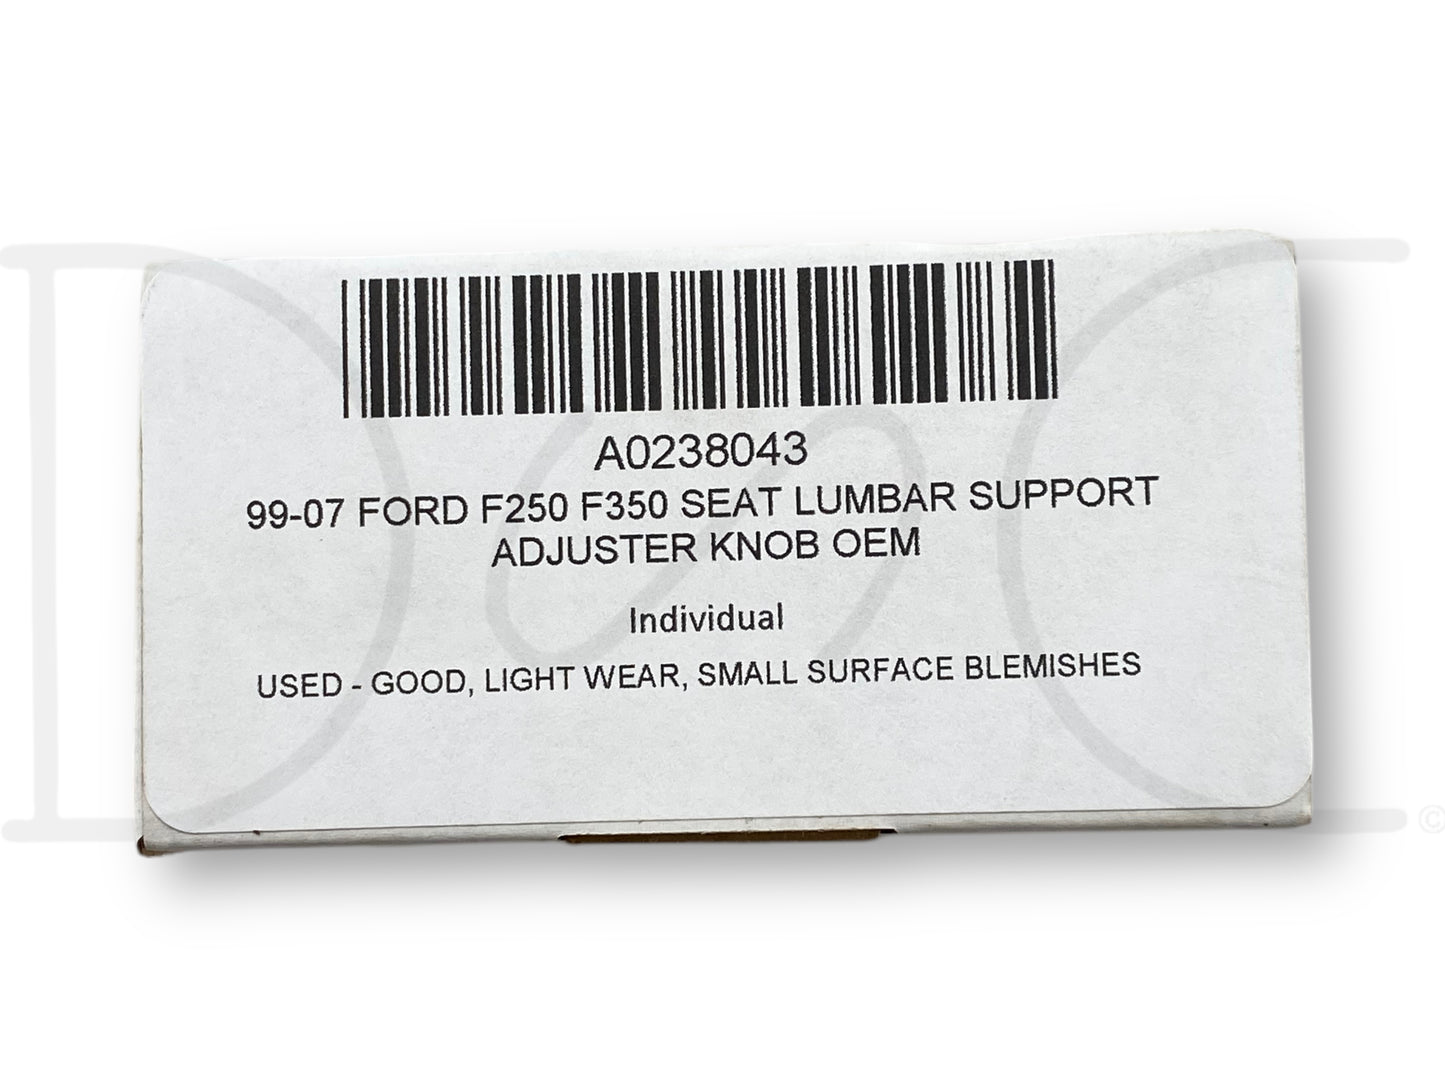 A0238043
99-07 FORD F250 F350 SEAT LUMBAR SUPPORT
ADJUSTER KNOB OEM
Individual
USED - GOOD, LIGHT WEAR, SMALL SURFACE BLEMISHES
©